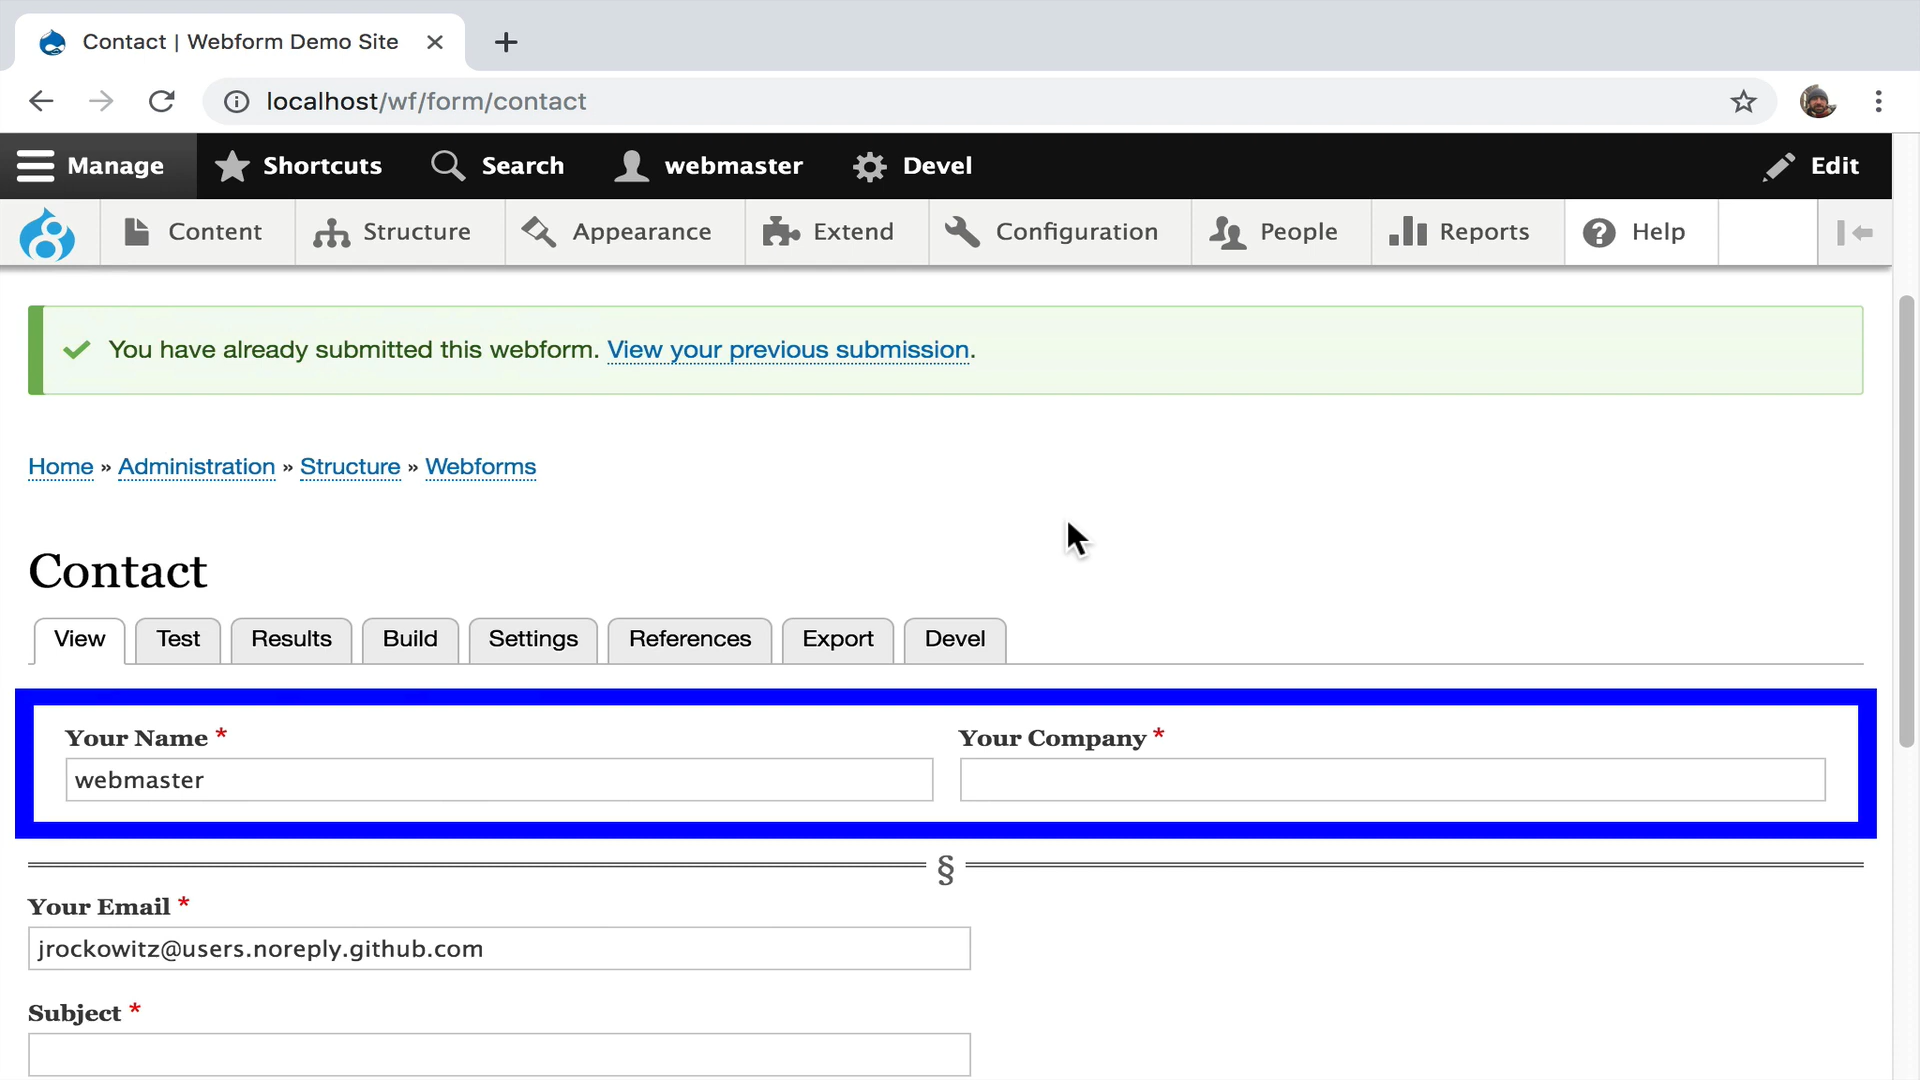 Contact | Webform Demo Site
localhost/wf/form/contact
Manage Shortcuts Search webmaster Devel Edit
8 Content Structure Appearance Extend Configuration People Reports ? Help
You have already submitted this webform. View your previous submission.
Home » Administration » Structure » Webforms
Contact
View Test Results Build Settings References Export Devel
Your Name * Your Company *
webmaster
§
Your Email *
jrockowitz@users.noreply.github.com
Subject *